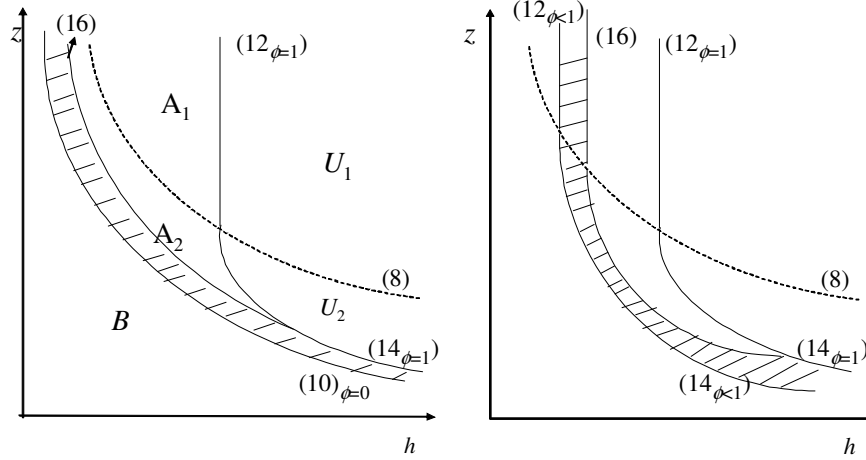 z
(16)
(12ϕ=1)
A1
U1
A2
(8)
B
U2
(14ϕ=1)
(10)ϕ=0
h
z
(12ϕ<1)
(16)
(12ϕ=1)
(8)
(14ϕ=1)
(14ϕ<1)
h